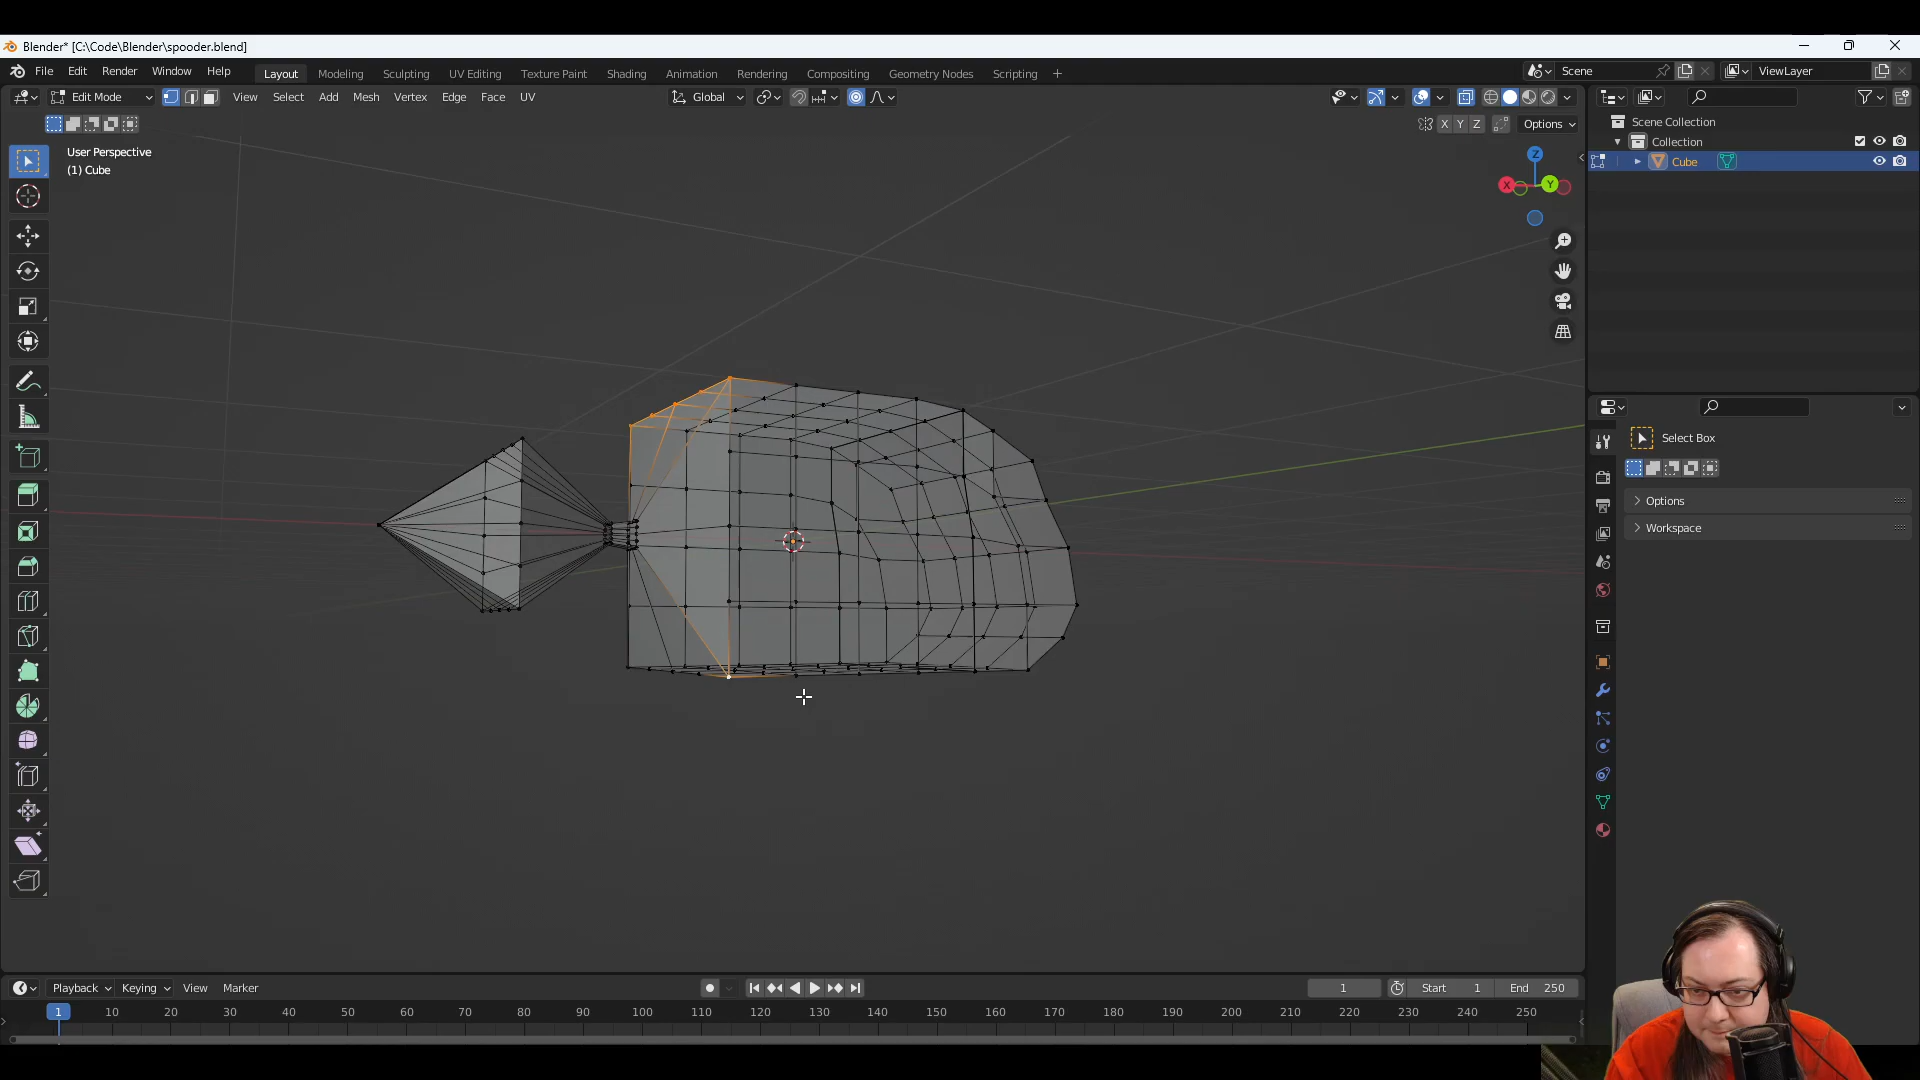 Blender* [C:\Code\Blender\spooder.blend]
File Edit Render Window Help
Layout Modeling Sculpting UV Editing Texture Paint Shading Animation Rendering Compositing Geometry Nodes Scripting +
Scene
ViewLayer
Edit Mode
View Select Add Mesh Vertex Edge Face UV
Global
X Y Z
Options
User Perspective
(1) Cube
Z
X
Y
Scene Collection
Collection
Cube
Select Box
Options
Workspace
Playback Keying View Marker
1
Start 1
End 250
1 10 20 30 40 50 60 70 80 90 100 110 120 130 140 150 160 170 180 190 200 210 220 230 240 250